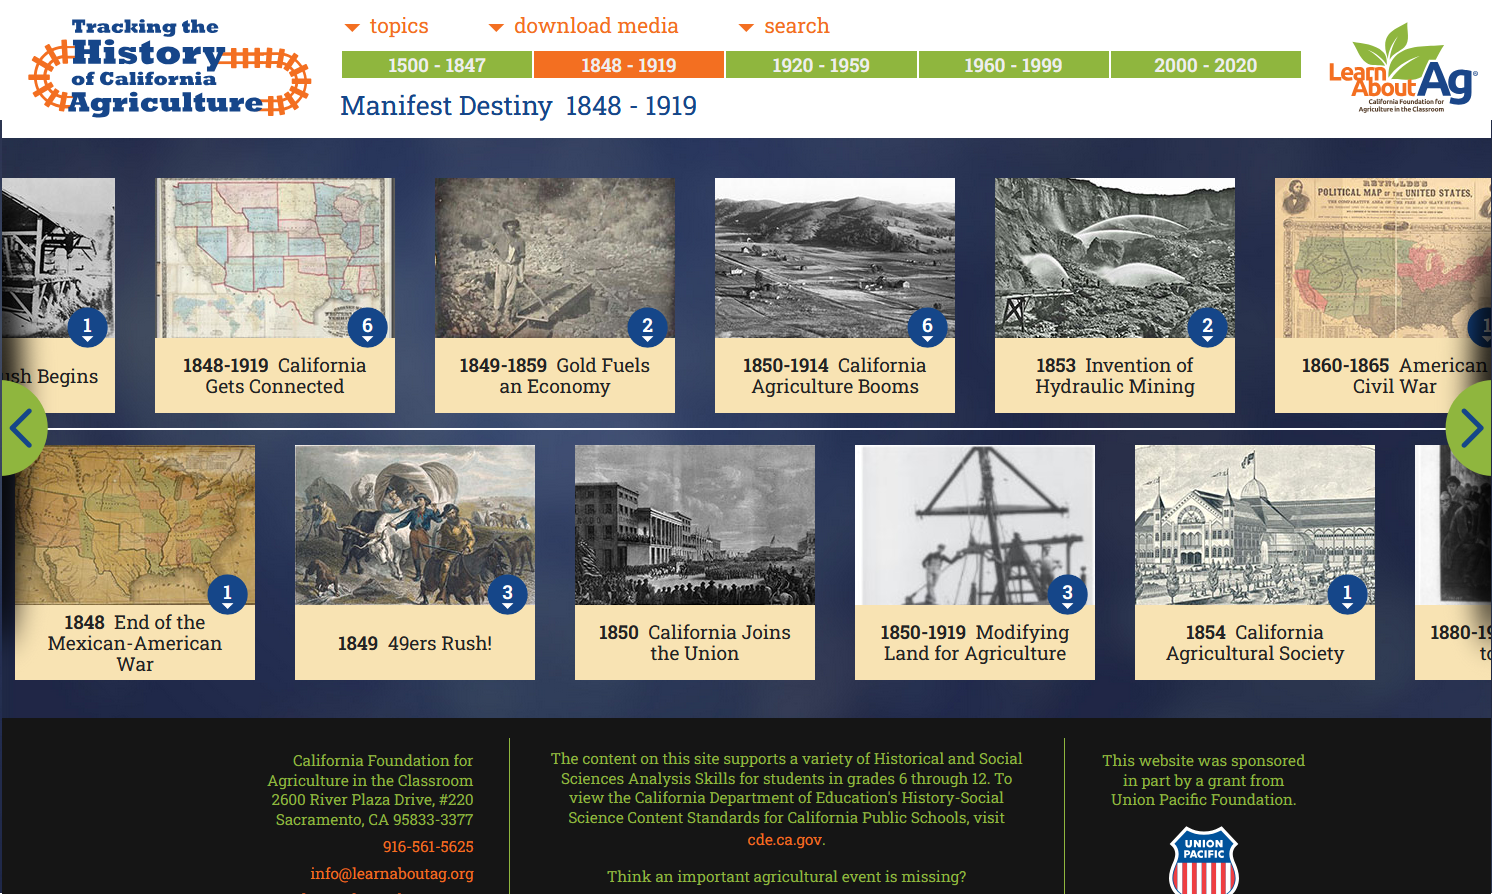 Tracking the
History
of California
Agriculture
topics
download media
search
1500 - 1847
1848 - 1919
1920 - 1959
1960 - 1999
2000 - 2020
Manifest Destiny 1848 - 1919
Learn
About Ag®
California Foundation for
Agriculture in the Classroom
1
Begins
6
1848-1919 California
Gets Connected
2
1849-1859 Gold Fuels
an Economy
6
1850-1914 California
Agriculture Booms
2
1853 Invention of
Hydraulic Mining
REYNOLDS'S
POLITICAL MAP OF THE UNITED STATES,
1
1860-1865 American
Civil War
1
1848 End of the
Mexican-American
War
3
1849 49ers Rush!
1850 California Joins
the Union
3
1850-1919 Modifying
Land for Agriculture
1
1854 California
Agricultural Society
California Foundation for
Agriculture in the Classroom
2600 River Plaza Drive, #220
Sacramento, CA 95833-3377
916-561-5625
info@learnaboutag.org
The content on this site supports a variety of Historical and Social
Sciences Analysis Skills for students in grades 6 through 12. To
view the California Department of Education's History-Social
Science Content Standards for California Public Schools, visit
cde.ca.gov.
Think an important agricultural event is missing?
This website was sponsored
in part by a grant from
Union Pacific Foundation.
UNION
PACIFIC